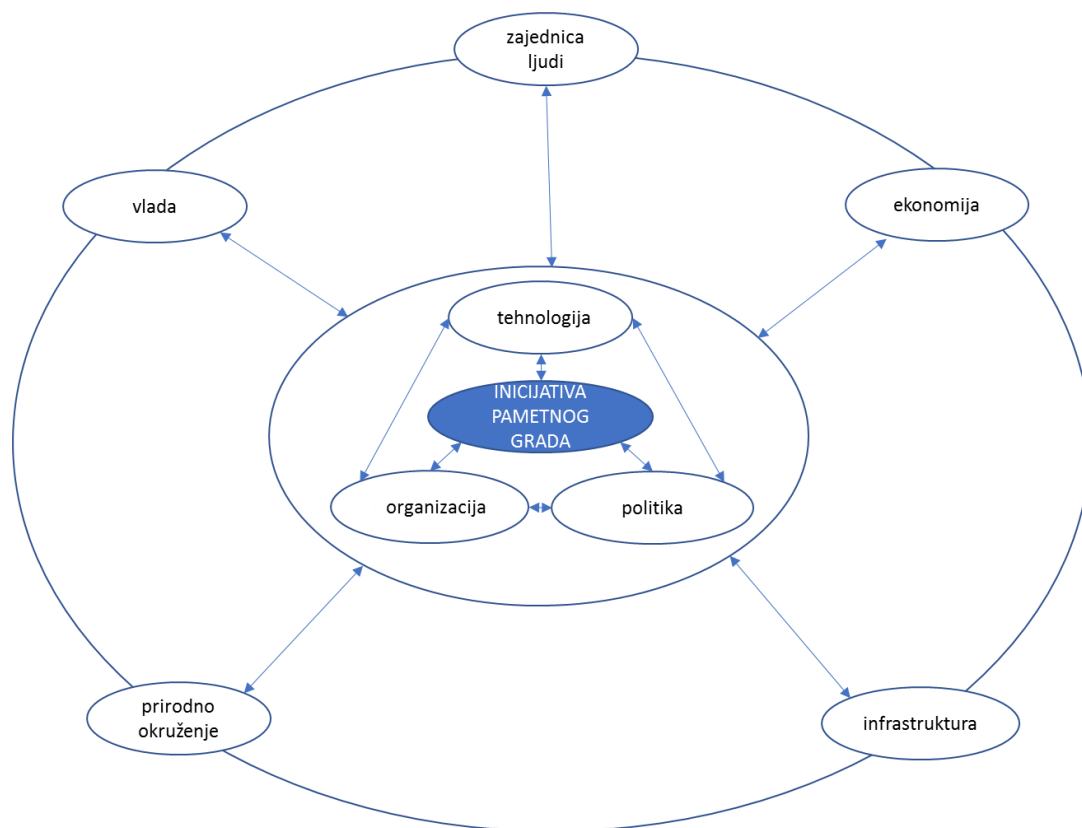 zajednica
ljudi
vlada
ekonomija
tehnologija
INICIJATIVA
PAMETNOG
GRADA
organizacija
politika
prirodno
okruženje
infrastruktura